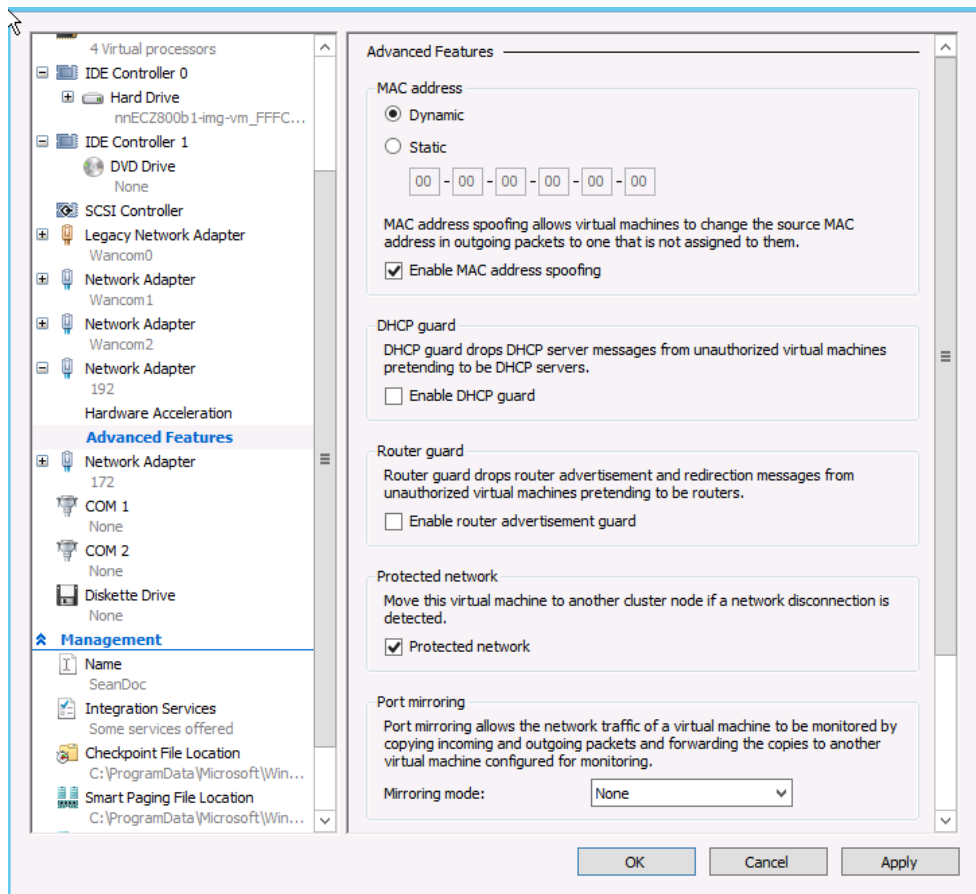 4 Virtual processors
IDE Controller 0
Hard Drive
nnECZ800b1-img-vm_FFFC...
IDE Controller 1
DVD Drive
None
SCSI Controller
Legacy Network Adapter
Wancom0
Network Adapter
Wancom1
Network Adapter
Wancom2
Network Adapter
192
Hardware Acceleration
Advanced Features
Network Adapter
172
COM 1
None
COM 2
None
Diskette Drive
None
Management
Name
SeanDoc
Integration Services
Some services offered
Checkpoint File Location
C:\ProgramData\Microsoft\Win...
Smart Paging File Location
C:\ProgramData\Microsoft\Win...
Advanced Features
MAC address
Dynamic
Static
00 - 00 - 00 - 00 - 00 - 00
MAC address spoofing allows virtual machines to change the source MAC
address in outgoing packets to one that is not assigned to them.
Enable MAC address spoofing
DHCP guard
DHCP guard drops DHCP server messages from unauthorized virtual machines
pretending to be DHCP servers.
Enable DHCP guard
Router guard
Router guard drops router advertisement and redirection messages from
unauthorized virtual machines pretending to be routers.
Enable router advertisement guard
Protected network
Move this virtual machine to another cluster node if a network disconnection is
detected.
Protected network
Port mirroring
Port mirroring allows the network traffic of a virtual machine to be monitored by
copying incoming and outgoing packets and forwarding the copies to another
virtual machine configured for monitoring.
Mirroring mode: None
OK Cancel Apply